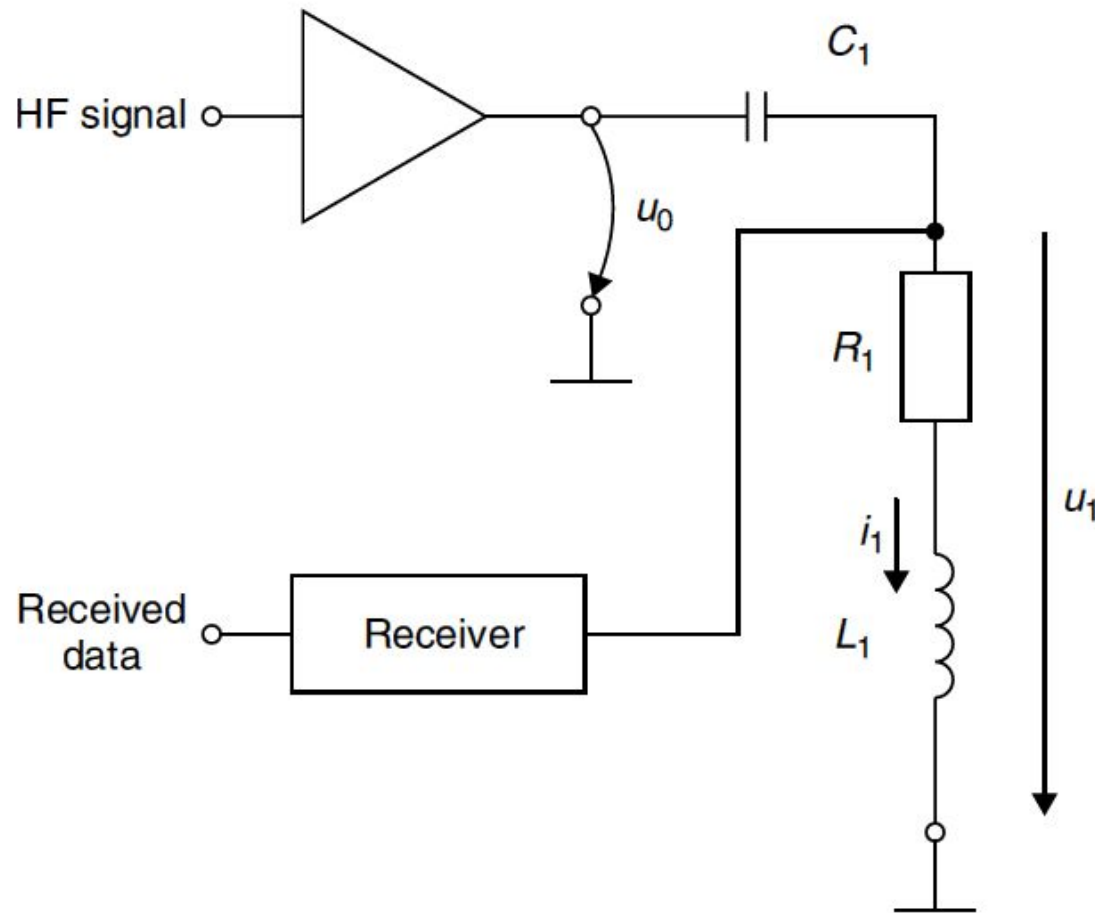 C₁
HF signal
u₀
R₁
u₁
i₁
Received
data
Receiver
L₁